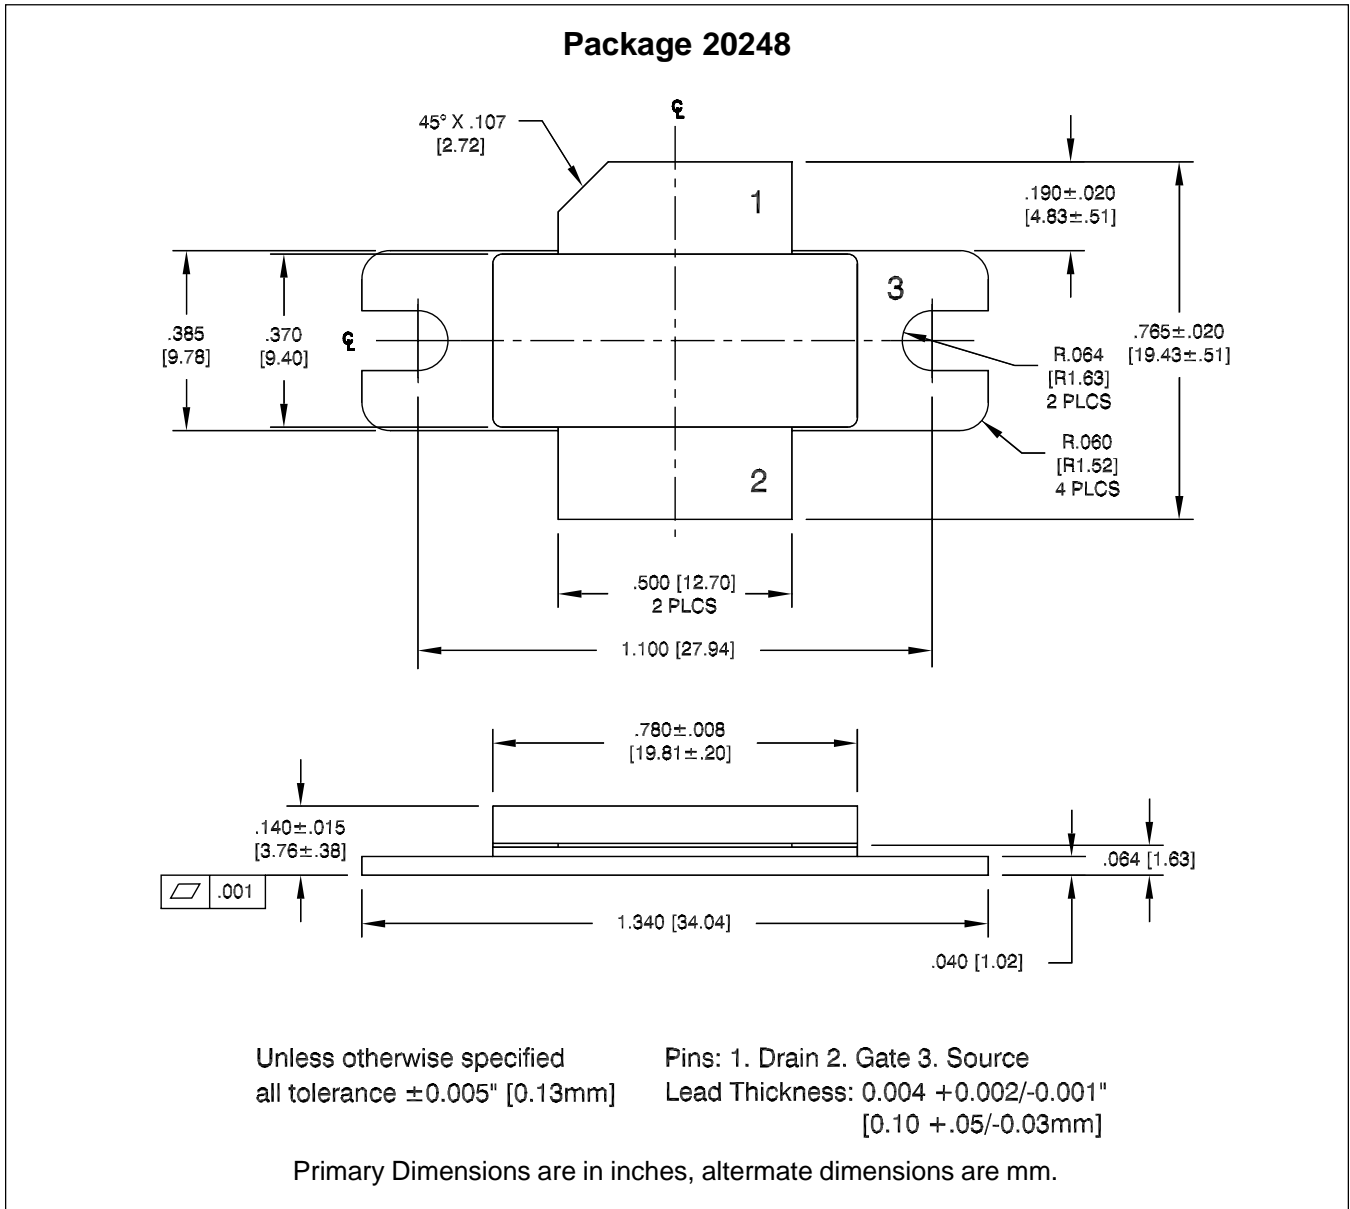 Package 20248
℄
45° X .107
[2.72]
1
.190±.020
[4.83±.51]
3
.385
[9.78]
.370
[9.40]
℄
.765±.020
[19.43±.51]
R.064
[R1.63]
2 PLCS
R.060
[R1.52]
4 PLCS
2
.500 [12.70]
2 PLCS
1.100 [27.94]
.780±.008
[19.81±.20]
.140±.015
[3.76±.38]
.064 [1.63]
⏥ .001
1.340 [34.04]
.040 [1.02]
Unless otherwise specified
all tolerance ±0.005" [0.13mm]
Pins: 1. Drain 2. Gate 3. Source
Lead Thickness: 0.004 +0.002/-0.001"
[0.10 +.05/-0.03mm]
Primary Dimensions are in inches, altermate dimensions are mm.